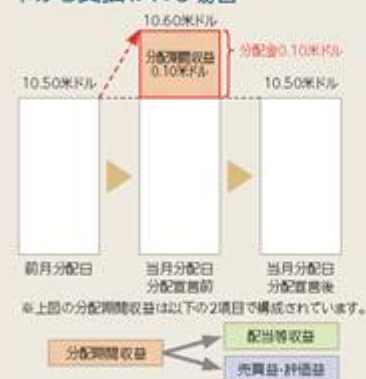 10.60米ドル
分配期間収益
0.10米ドル
分配金0.10米ドル
10.50米ドル
10.50米ドル
前月分配日
当月分配日
分配宣言前
当月分配日
分配宣言後
※上図の分配期間収益は以下の2項目で構成されています。
分配期間収益
配当等収益
売買益・評価益